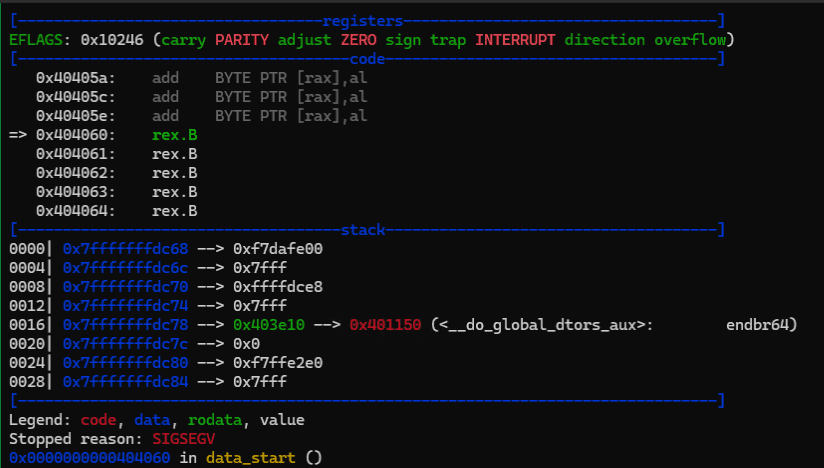 [----------------------------------registers-----------------------------------]
EFLAGS: 0x10246 (carry PARITY adjust ZERO sign trap INTERRUPT direction overflow)
[-------------------------------------code-------------------------------------]
   0x40405a:	add    BYTE PTR [rax],al
   0x40405c:	add    BYTE PTR [rax],al
   0x40405e:	add    BYTE PTR [rax],al
=> 0x404060:	rex.B
   0x404061:	rex.B
   0x404062:	rex.B
   0x404063:	rex.B
   0x404064:	rex.B
[------------------------------------stack-------------------------------------]
0000| 0x7fffffffdc68 --> 0xf7dafe00
0004| 0x7fffffffdc6c --> 0x7fff
0008| 0x7fffffffdc70 --> 0xffffdce8
0012| 0x7fffffffdc74 --> 0x7fff
0016| 0x7fffffffdc78 --> 0x403e10 --> 0x401150 (<__do_global_dtors_aux>:	endbr64)
0020| 0x7fffffffdc7c --> 0x0
0024| 0x7fffffffdc80 --> 0xf7ffe2e0
0028| 0x7fffffffdc84 --> 0x7fff
[------------------------------------------------------------------------------]
Legend: code, data, rodata, value
Stopped reason: SIGSEGV
0x0000000000404060 in data_start ()